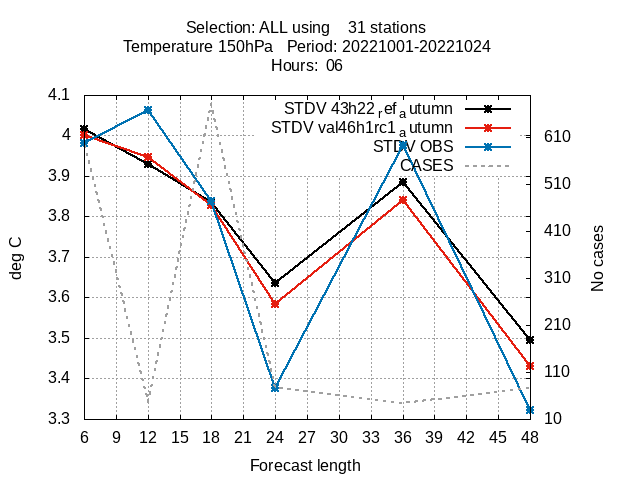 Selection: ALL using 31 stations
Temperature 150hPa Period: 20221001-20221024
Hours: 06
STDV 43h22ref autumn
STDV val46h1rc1autumn
STDV OBS
CASES
4.1
4
3.9
3.8
3.7
3.6
3.5
3.4
3.3
deg C
610
510
410
310
210
110
10
No cases
6 9 12 15 18 21 24 27 30 33 36 39 42 45 48
Forecast length